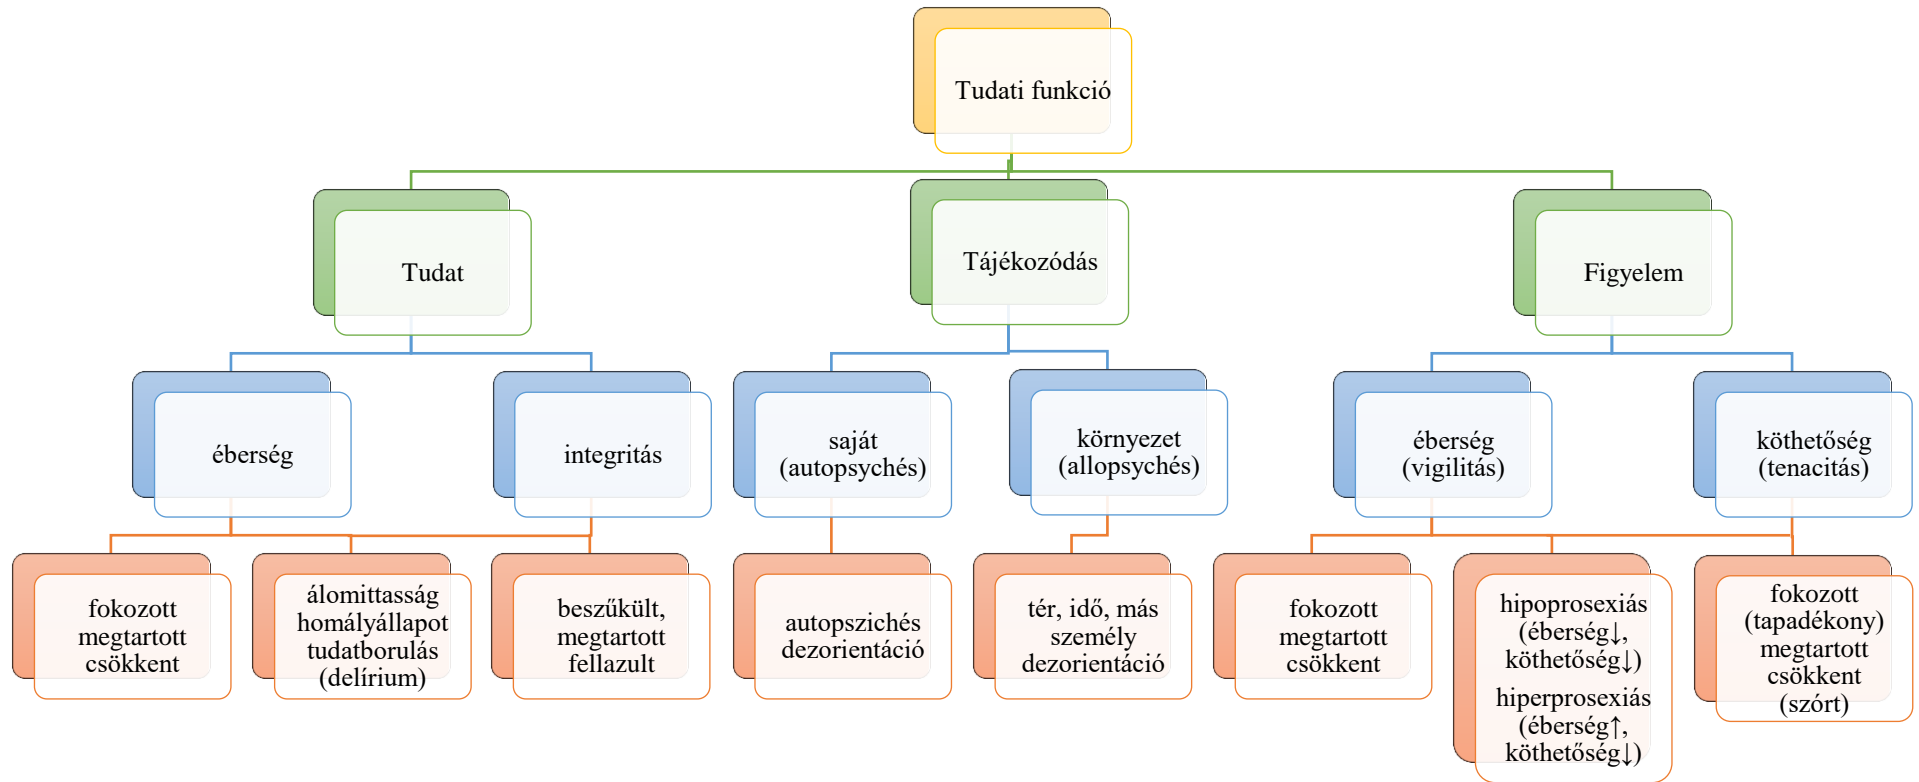 Tudati funkció
Tudat
Tájékozódás
Figyelem
éberség
integritás
saját
(autopsychés)
környezet
(allopsychés)
éberség
(vigilitás)
köthetőség
(tenacitás)
fokozott
megtartott
csökkent
álomittasság
homályállapot
tudatborulás
(delírium)
beszűkült,
megtartott
fellazult
autopszichés
dezorientáció
tér, idő, más
személy
dezorientáció
fokozott
megtartott
csökkent
hipoprosexiás
(éberség↓,
köthetőség↓)
hiperprosexiás
(éberség↑,
köthetőség↓)
fokozott
(tapadékony)
megtartott
csökkent
(szórt)